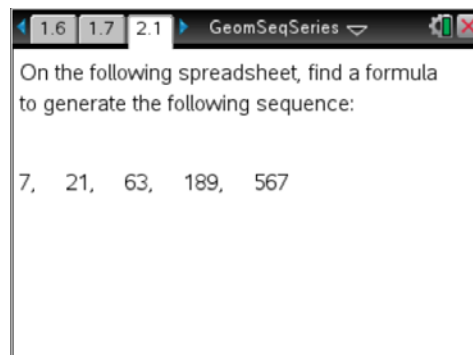 1.6 1.7 2.1 GeomSeqSeries
On the following spreadsheet, find a formula
to generate the following sequence:
7, 21, 63, 189, 567